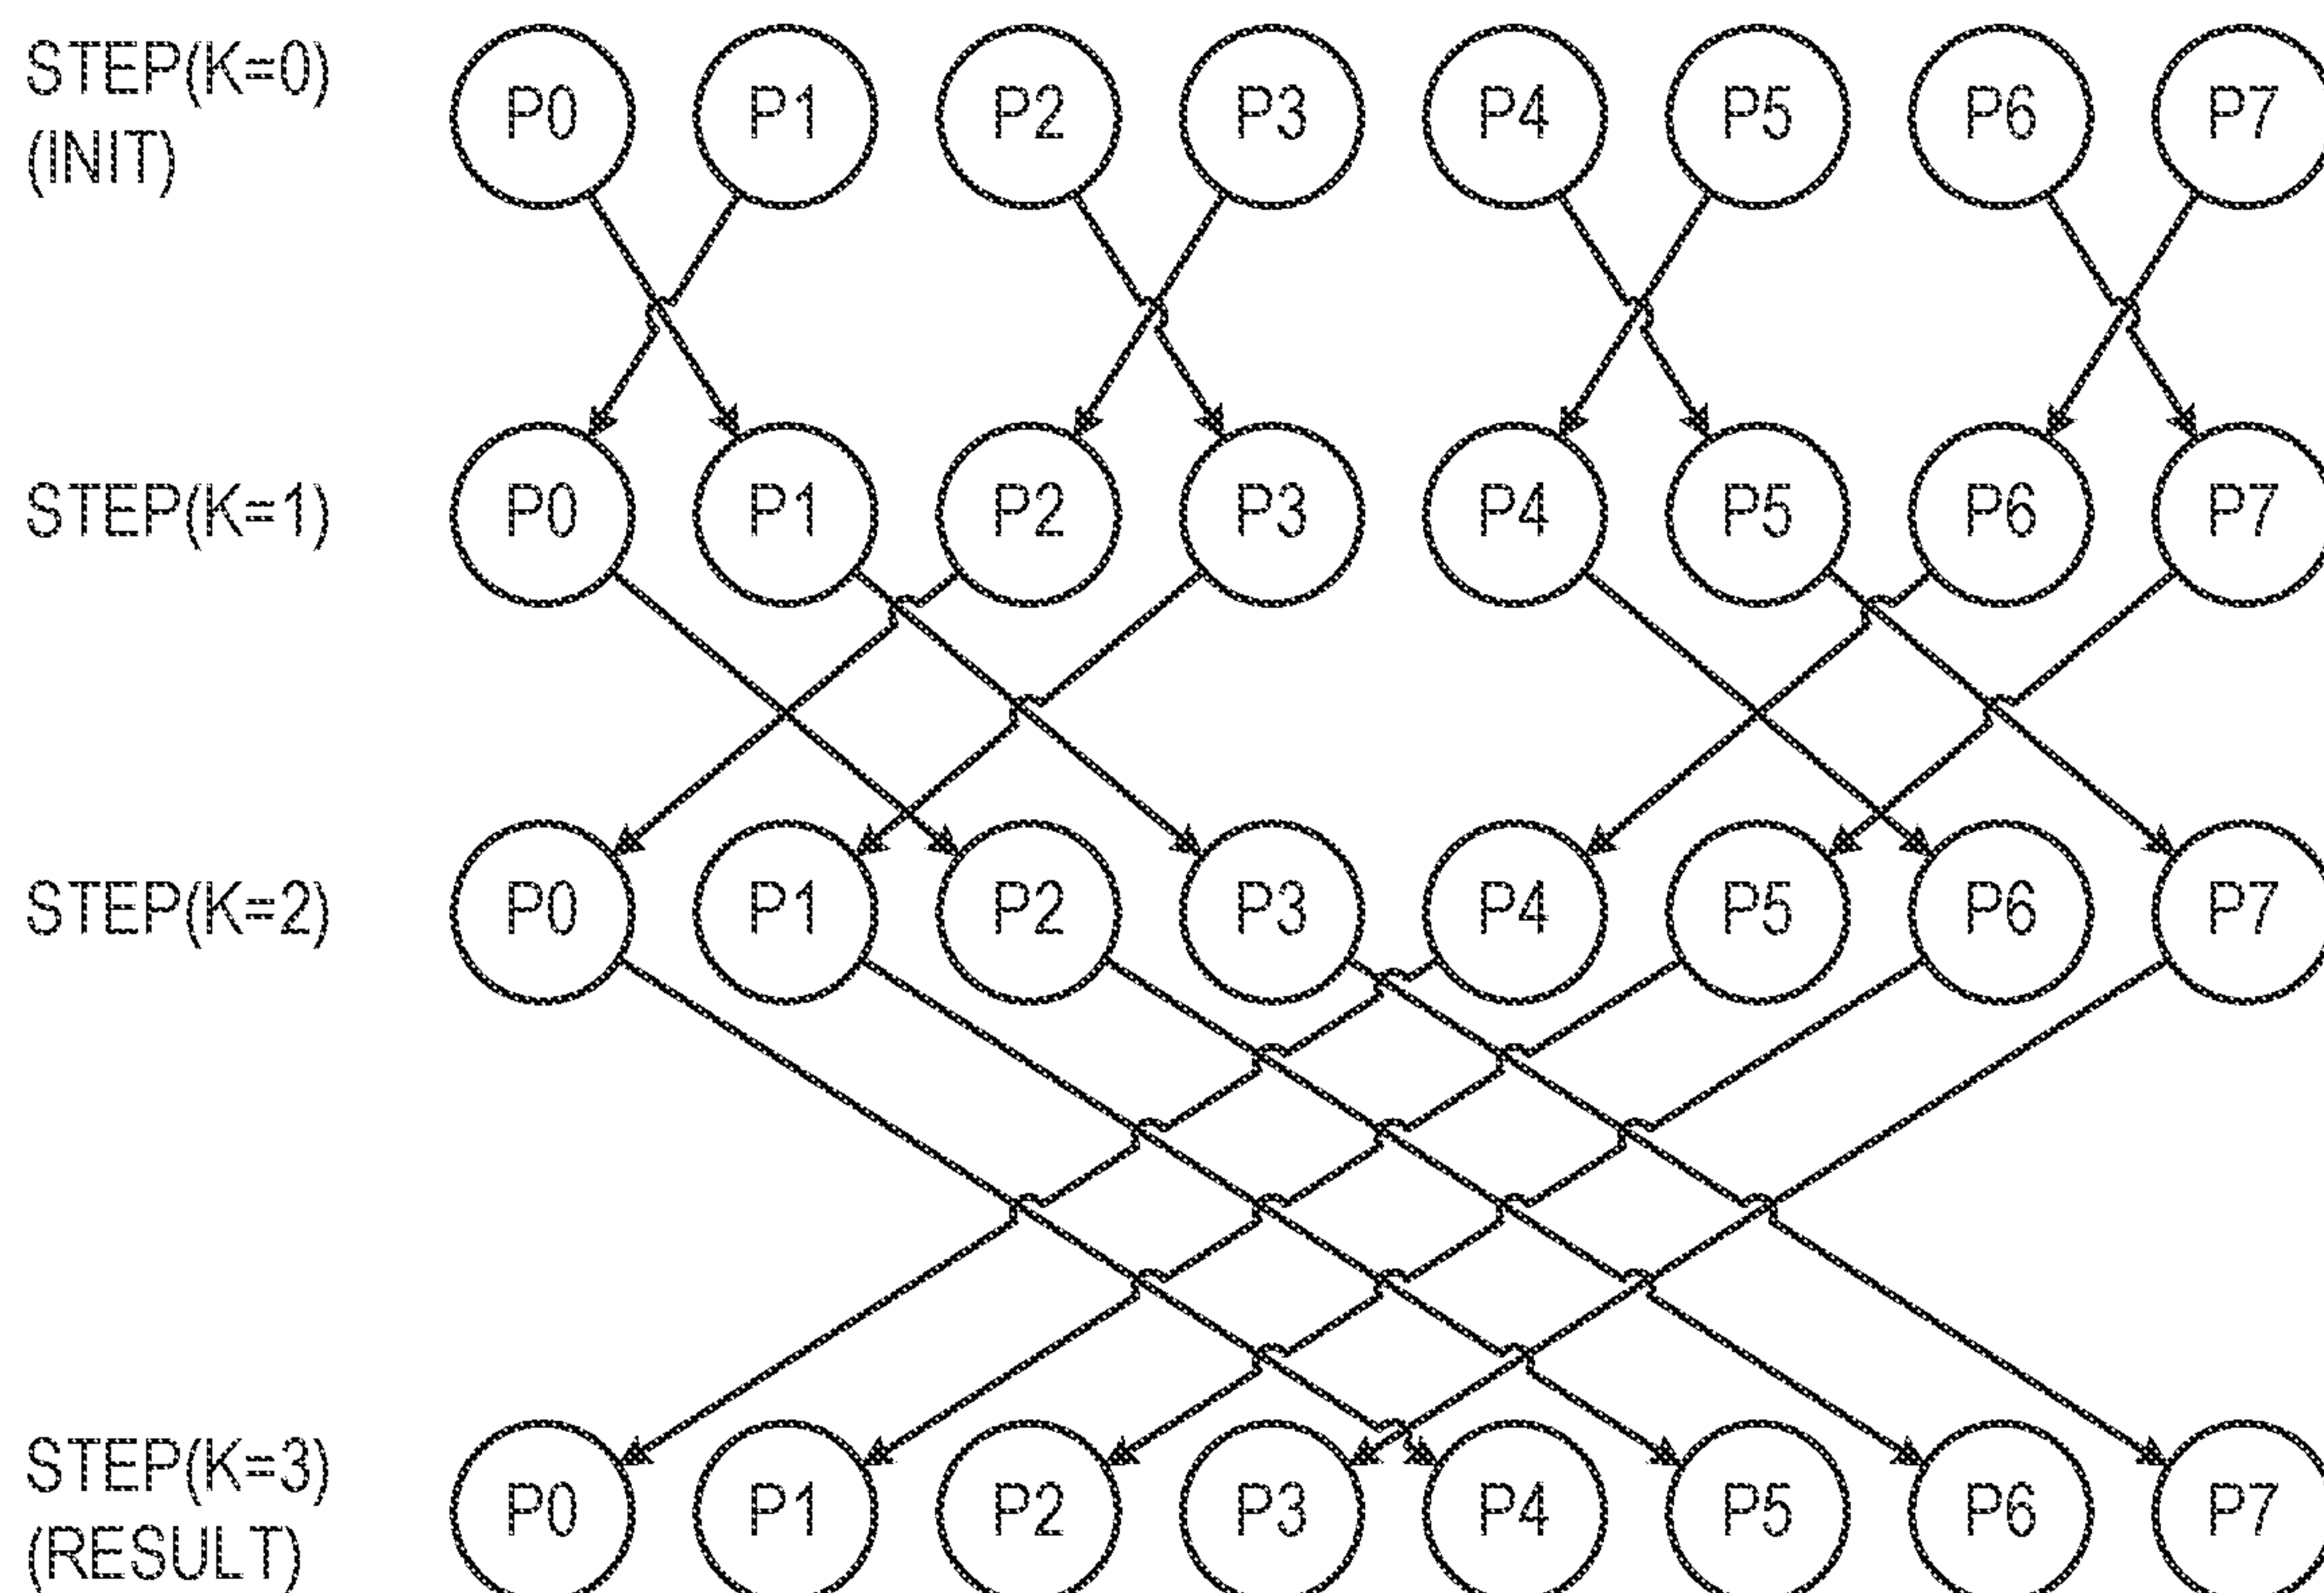 STEP(K=0)
(INIT)
P0 P1 P2 P3 P4 P5 P6 P7
STEP(K=1)
P0 P1 P2 P3 P4 P5 P6 P7
STEP(K=2)
P0 P1 P2 P3 P4 P5 P6 P7
STEP(K=3)
(RESULT)
P0 P1 P2 P3 P4 P5 P6 P7